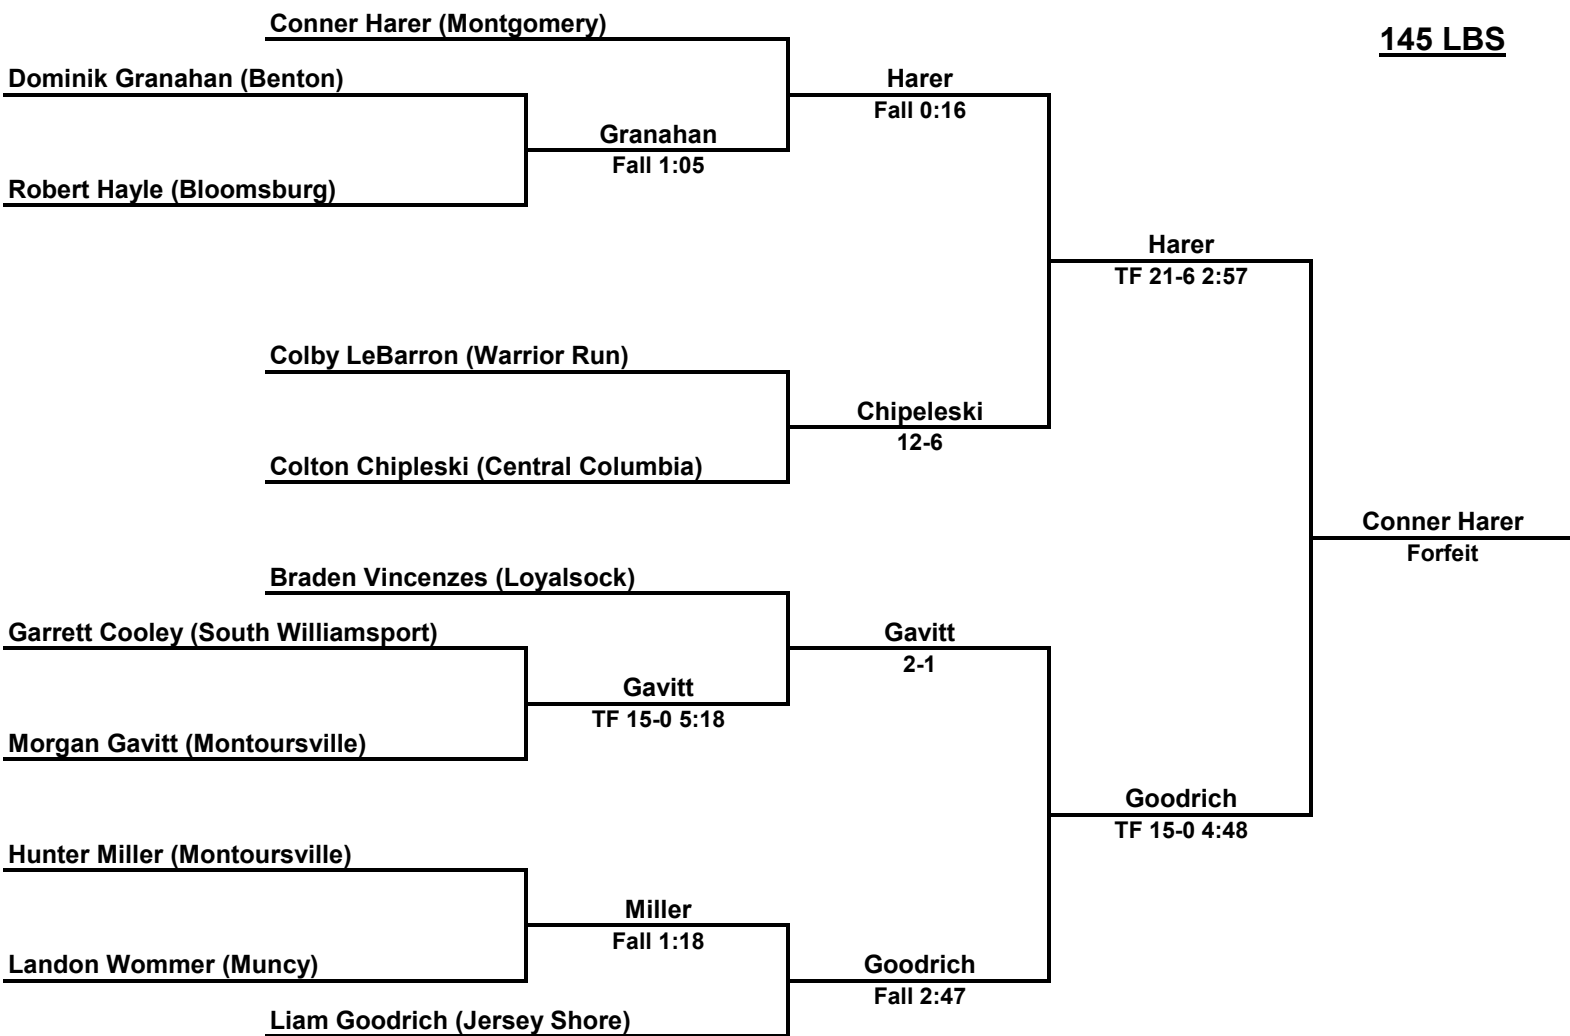 Conner Harer (Montgomery)
145 LBS
Dominik Granahan (Benton)
Harer
Fall 0:16
Granahan
Fall 1:05
Robert Hayle (Bloomsburg)
Harer
TF 21-6 2:57
Colby LeBarron (Warrior Run)
Chipeleski
12-6
Colton Chipleski (Central Columbia)
Conner Harer
Forfeit
Braden Vincenzes (Loyalsock)
Garrett Cooley (South Williamsport)
Gavitt
2-1
Gavitt
TF 15-0 5:18
Morgan Gavitt (Montoursville)
Goodrich
TF 15-0 4:48
Hunter Miller (Montoursville)
Miller
Fall 1:18
Landon Wommer (Muncy)
Goodrich
Fall 2:47
Liam Goodrich (Jersey Shore)